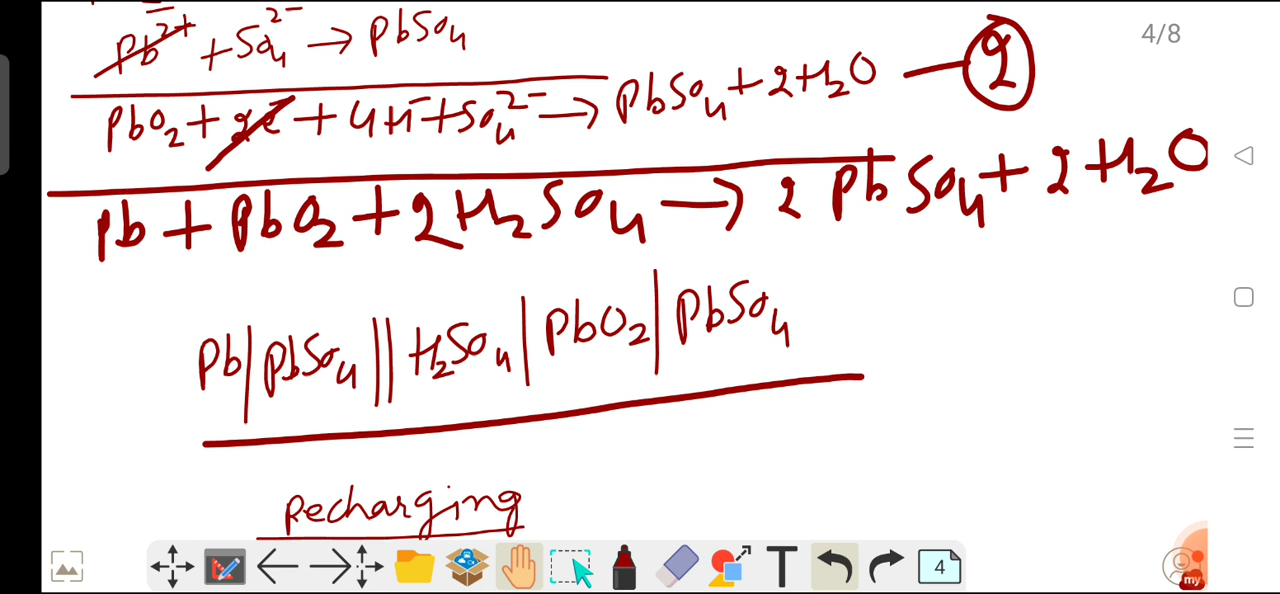 Pb²⁺ + SO₄²⁻ → PbSO₄
4/8
PbO₂ + 2e⁻ + 4H⁻ + SO₄²⁻ → PbSO₄ + 2H₂O — 2
Pb + PbO₂ + 2H₂SO₄ → 2PbSO₄ + 2H₂O
Pb | PbSO₄ || H₂SO₄ | PbO₂ | PbSO₄
Recharging
T
4
my